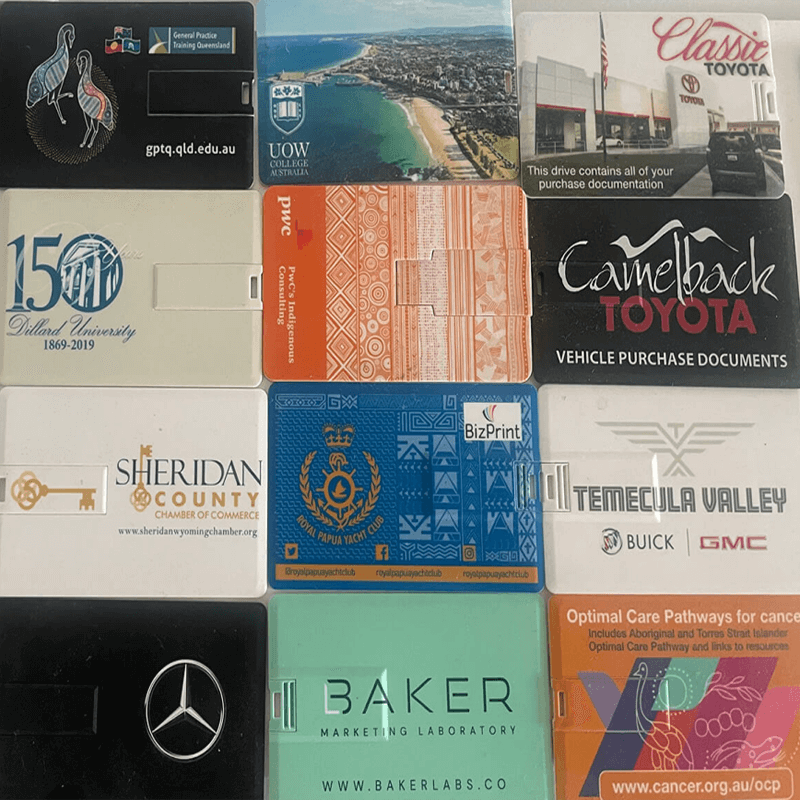 General Practice
Training Queensland
gptq.qld.edu.au
UOW
COLLEGE
AUSTRALIA
Classic
TOYOTA
TOYOTA
This drive contains all of your
purchase documentation
150
Dillard University
1869-2019
pwc
PwC's Indigenous
Consulting
Camelback
TOYOTA
VEHICLE PURCHASE DOCUMENTS
SHERIDAN
COUNTY
CHAMBER OF COMMERCE
www.sheridanwyomingchamber.org
BizPrint
ROYAL PAPUA YACHT CLUB
@royalpapuayachtclub royalpapuayachtclub royalpapuayachtclub
TEMECULA VALLEY
BUICK GMC
BAKER
MARKETING LABORATORY
WWW.BAKERLABS.CO
Optimal Care Pathways for cance
Includes Aboriginal and Torres Strait Islander
Optimal Care Pathway and links to resources
www.cancer.org.au/ocp